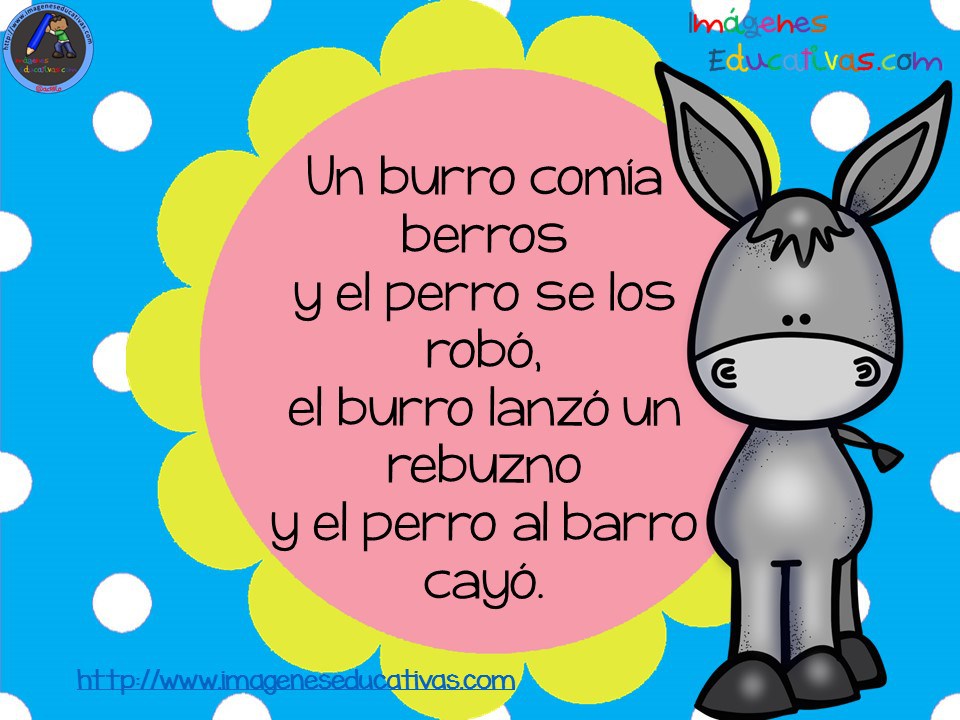 Imágenes
Educativas.com
Un burro comía
berros
y el perro se los
robó,
el burro lanzó un
rebuzno
y el perro al barro
cayó.
http://www.imageneseducativas.com